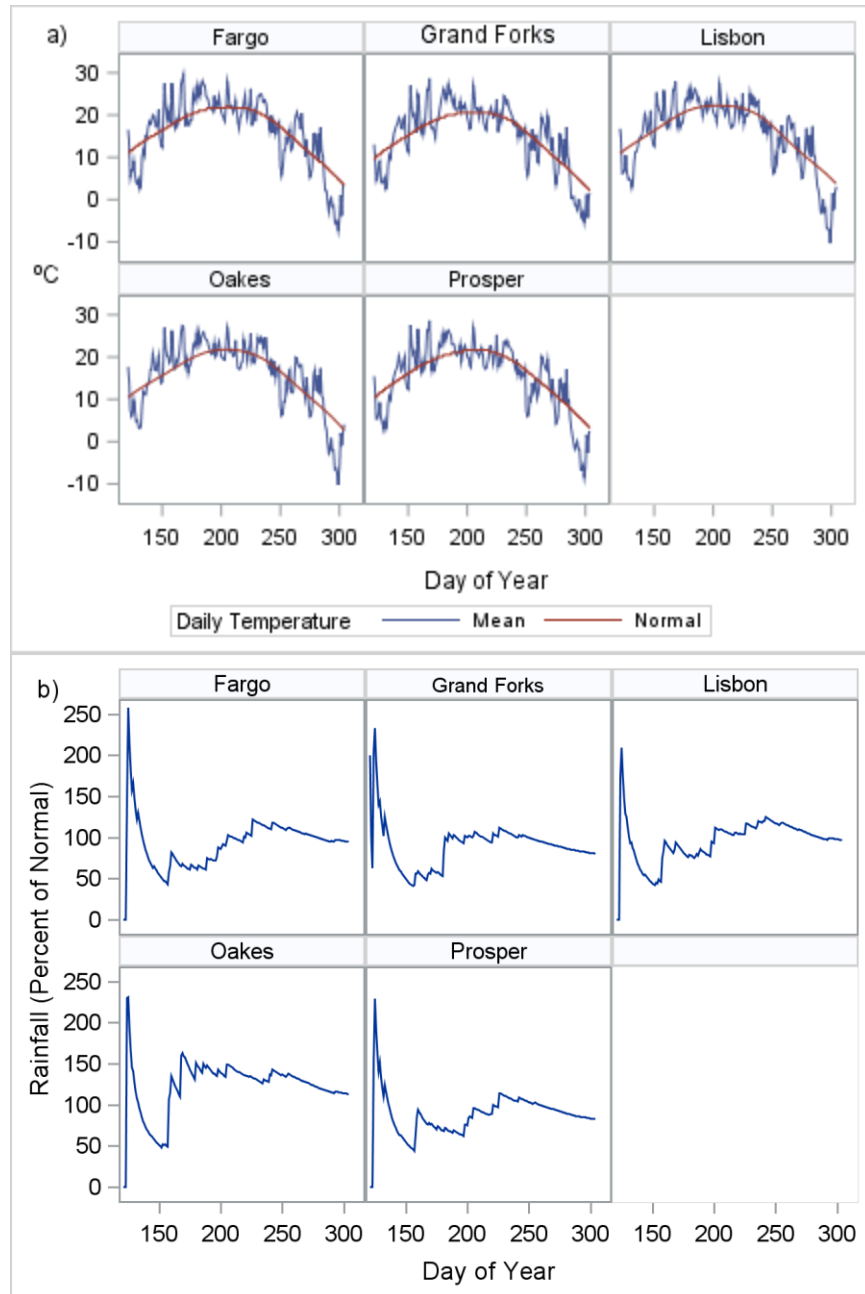 a)
Fargo Grand Forks Lisbon
30
20
10
0
-10
ºC
Oakes Prosper
30
20
10
0
-10
150 200 250 300 150 200 250 300 150 200 250 300
Day of Year
Daily Temperature Mean Normal
b)
Fargo Grand Forks Lisbon
250
200
150
100
50
0
Rainfall (Percent of Normal)
Oakes Prosper
250
200
150
100
50
0
150 200 250 300 150 200 250 300 150 200 250 300
Day of Year